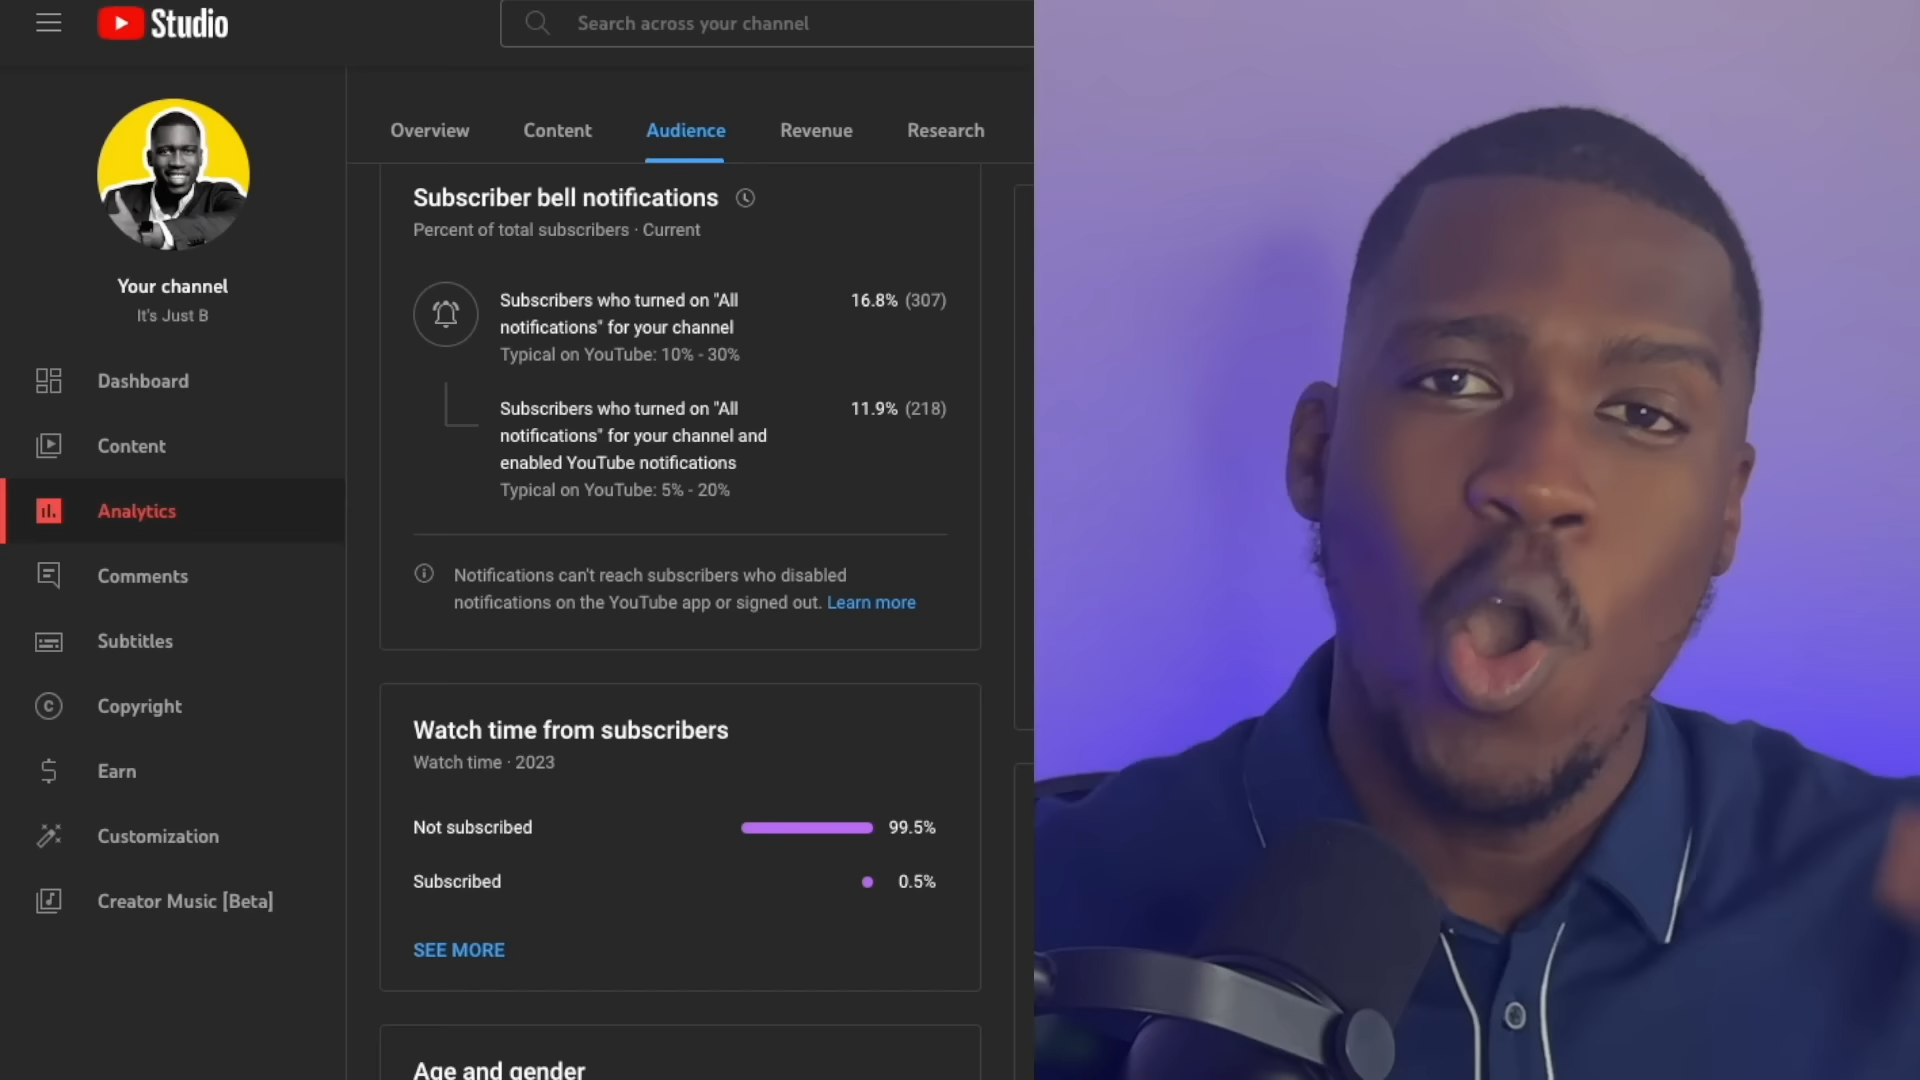 Studio
Search across your channel
Your channel
It's Just B
Dashboard
Content
Analytics
Comments
Subtitles
Copyright
Earn
Customization
Creator Music [Beta]
Overview
Content
Audience
Revenue
Research
Subscriber bell notifications
Percent of total subscribers · Current
Subscribers who turned on "All
notifications" for your channel
Typical on YouTube: 10% - 30%
16.8% (307)
Subscribers who turned on "All
notifications" for your channel and
enabled YouTube notifications
Typical on YouTube: 5% - 20%
11.9% (218)
Notifications can't reach subscribers who disabled
notifications on the YouTube app or signed out. Learn more
Watch time from subscribers
Watch time · 2023
Not subscribed 99.5%
Subscribed 0.5%
SEE MORE
Age and gender